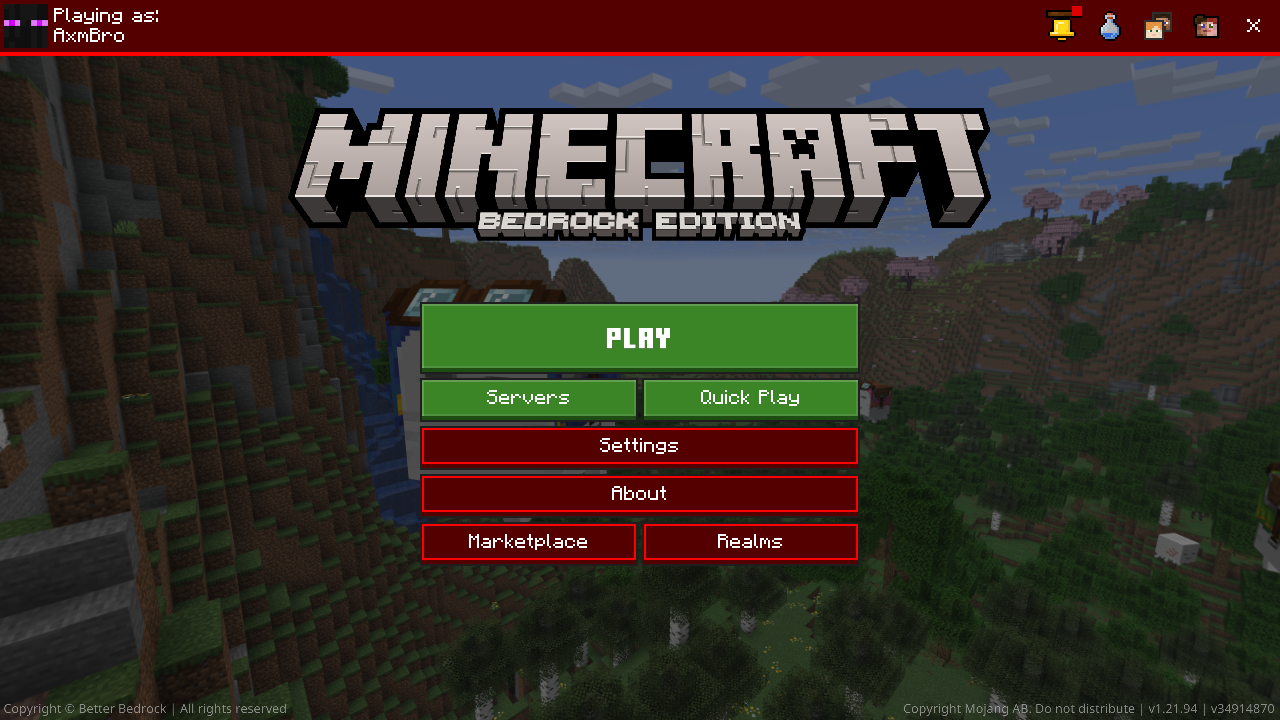 Playing as:
AxmBro
MINECRAFT
BEDROCK EDITION
PLAY
Servers
Quick Play
Settings
About
Marketplace
Realms
Copyright © Better Bedrock | All rights reserved
Copyright Mojang AB. Do not distribute | v1.21.94 | v34914870